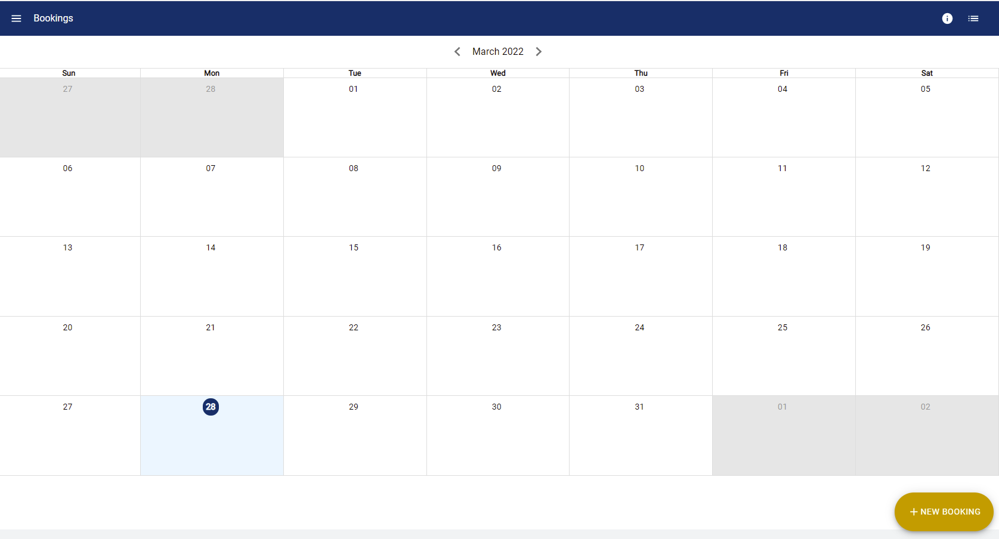 Bookings
March 2022
Sun Mon Tue Wed Thu Fri Sat
27 28 01 02 03 04 05
06 07 08 09 10 11 12
13 14 15 16 17 18 19
20 21 22 23 24 25 26
27 28 29 30 31 01 02
+ NEW BOOKING